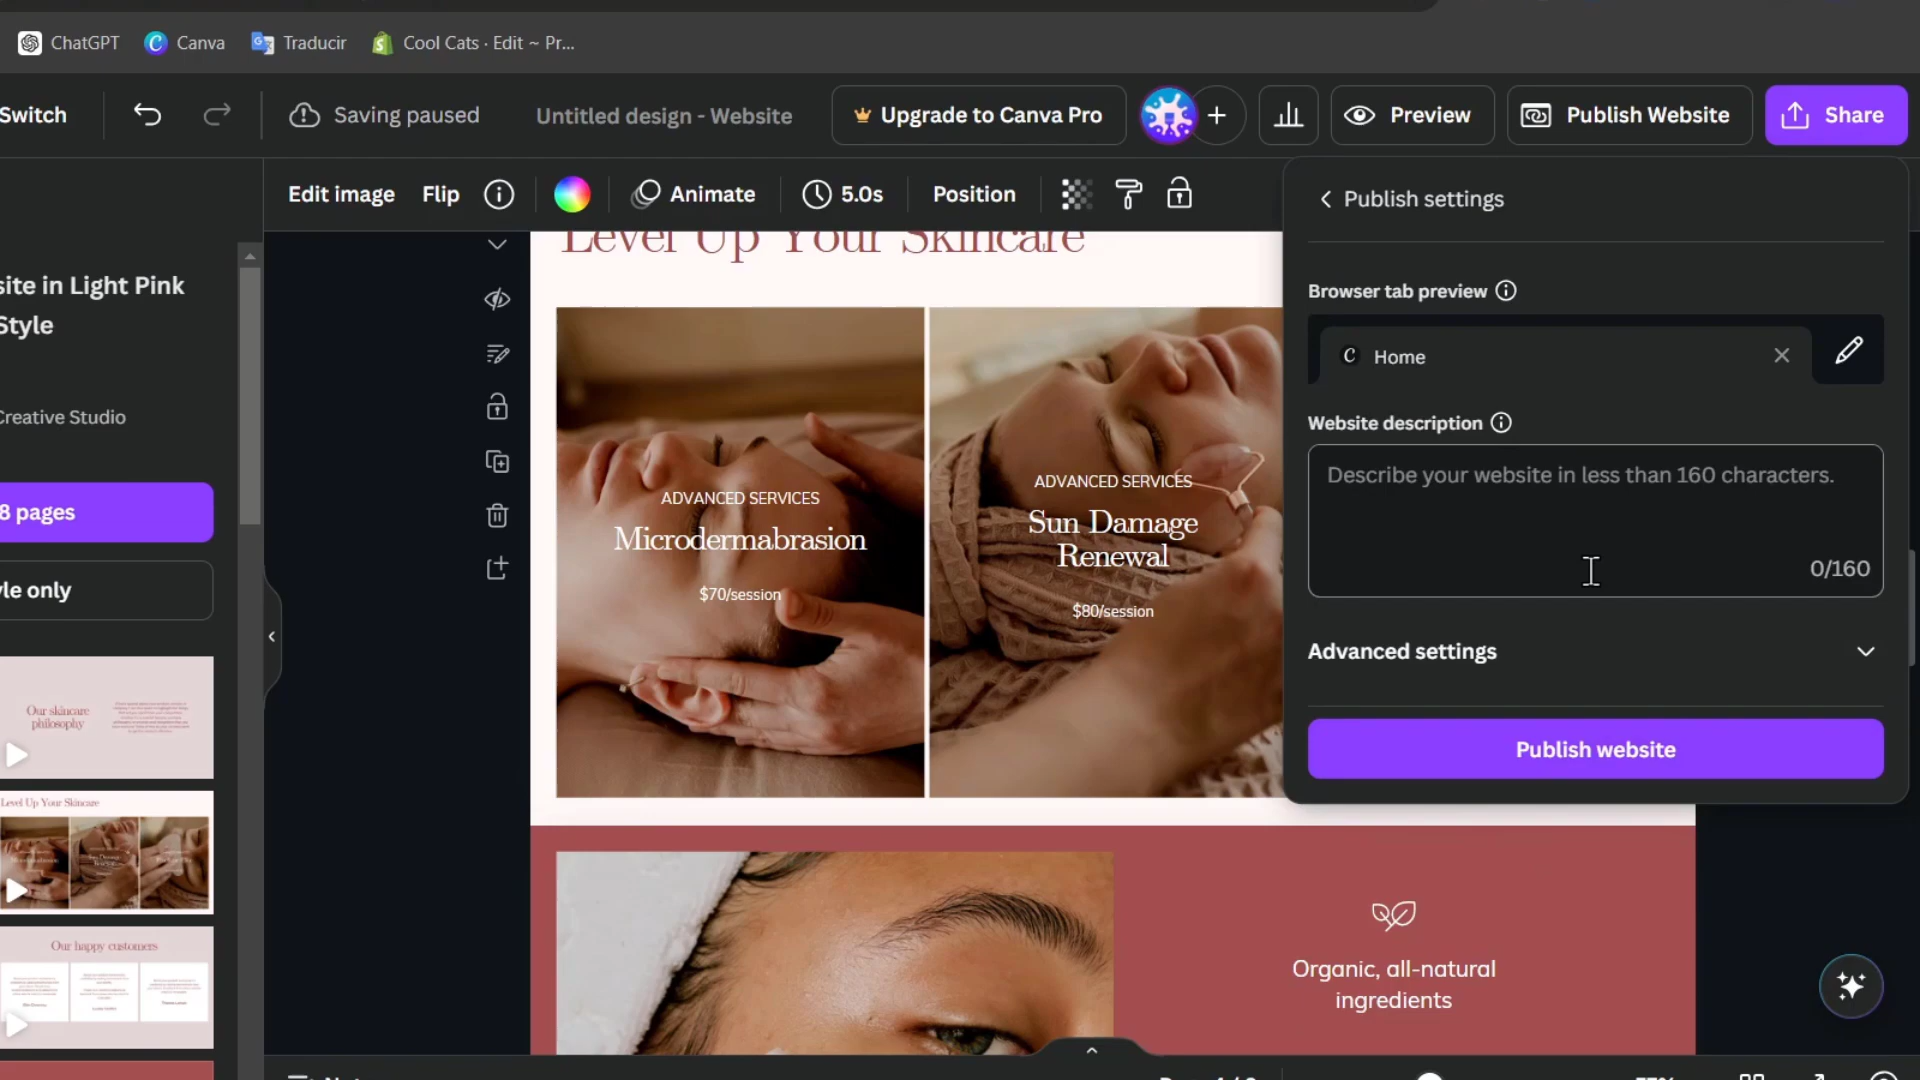 ChatGPT Canva Traducir Cool Cats · Edit ~ Pr...
Switch Saving paused Untitled design - Website Upgrade to Canva Pro Preview Publish Website Share
Edit image Flip Animate 5.0s Position
site in Light Pink
Style
Creative Studio
8 pages
le only
Our skincare
philosophy
Level Up Your Skincare
Our happy customers
Level Up Your Skincare
ADVANCED SERVICES
Microdermabrasion
$70/session
ADVANCED SERVICES
Sun Damage
Renewal
$80/session
Organic, all-natural
ingredients
Publish settings
Browser tab preview
Home
Website description
Describe your website in less than 160 characters.
0/160
Advanced settings
Publish website